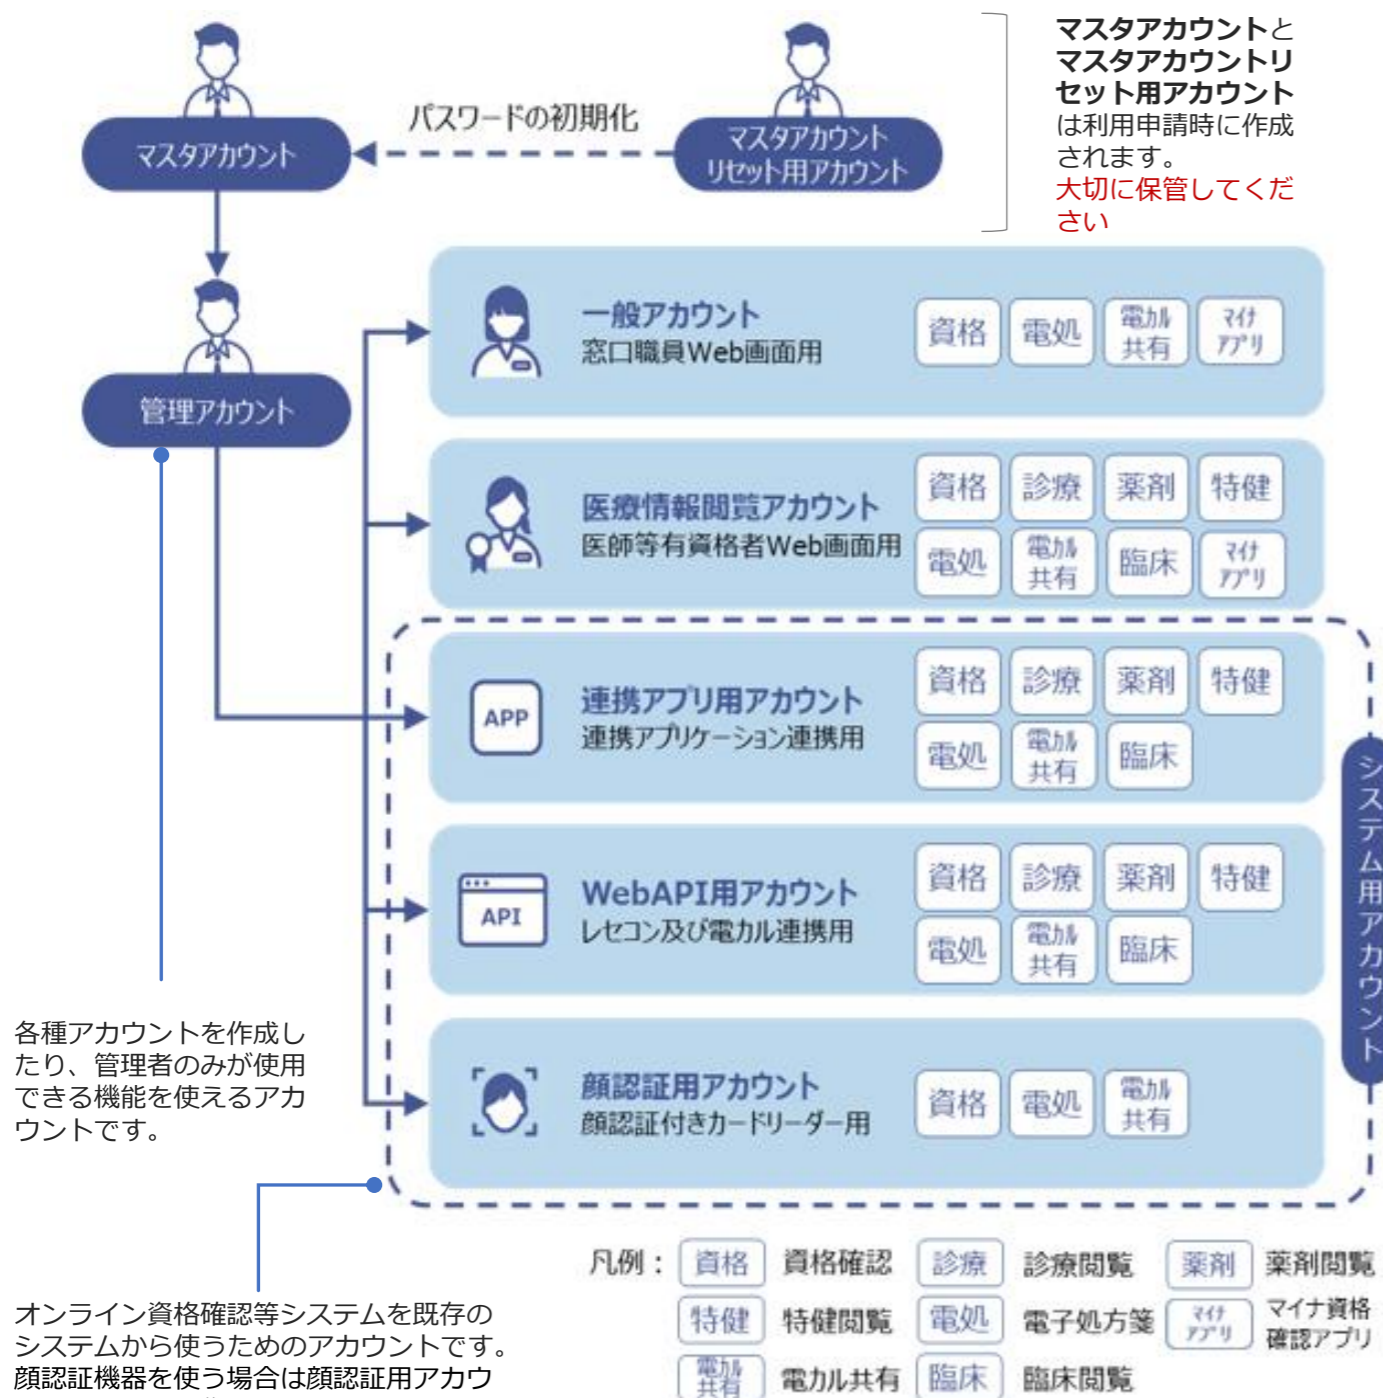 マスタアカウントと
マスタアカウントリ
セット用アカウント
は利用申請時に作成
されます。
大切に保管してくだ
さい
パスワードの初期化
マスタアカウント
マスタアカウント
リセット用アカウント
管理アカウント
一般アカウント
窓口職員Web画面用
資格 電処 電カル共有 マイナアプリ
医療情報閲覧アカウント
医師等有資格者Web画面用
資格 診療 薬剤 特健
電処 電カル共有 臨床 マイナアプリ
APP
連携アプリ用アカウント
連携アプリケーション連携用
資格 診療 薬剤 特健
電処 電カル共有 臨床
API
WebAPI用アカウント
レセコン及び電カル連携用
資格 診療 薬剤 特健
電処 電カル共有 臨床
顔認証用アカウント
顔認証付きカードリーダー用
資格 電処 電カル共有
システム用アカウント
各種アカウントを作成し
たり、管理者のみが使用
できる機能を使えるアカ
ウントです。
オンライン資格確認等システムを既存の
システムから使うためのアカウントです。
顔認証機器を使う場合は顔認証用アカウ
凡例： 資格 資格確認 診療 診療閲覧 薬剤 薬剤閲覧
特健 特健閲覧 電処 電子処方箋 マイナアプリ マイナ資格確認アプリ
電カル共有 電カル共有 臨床 臨床閲覧